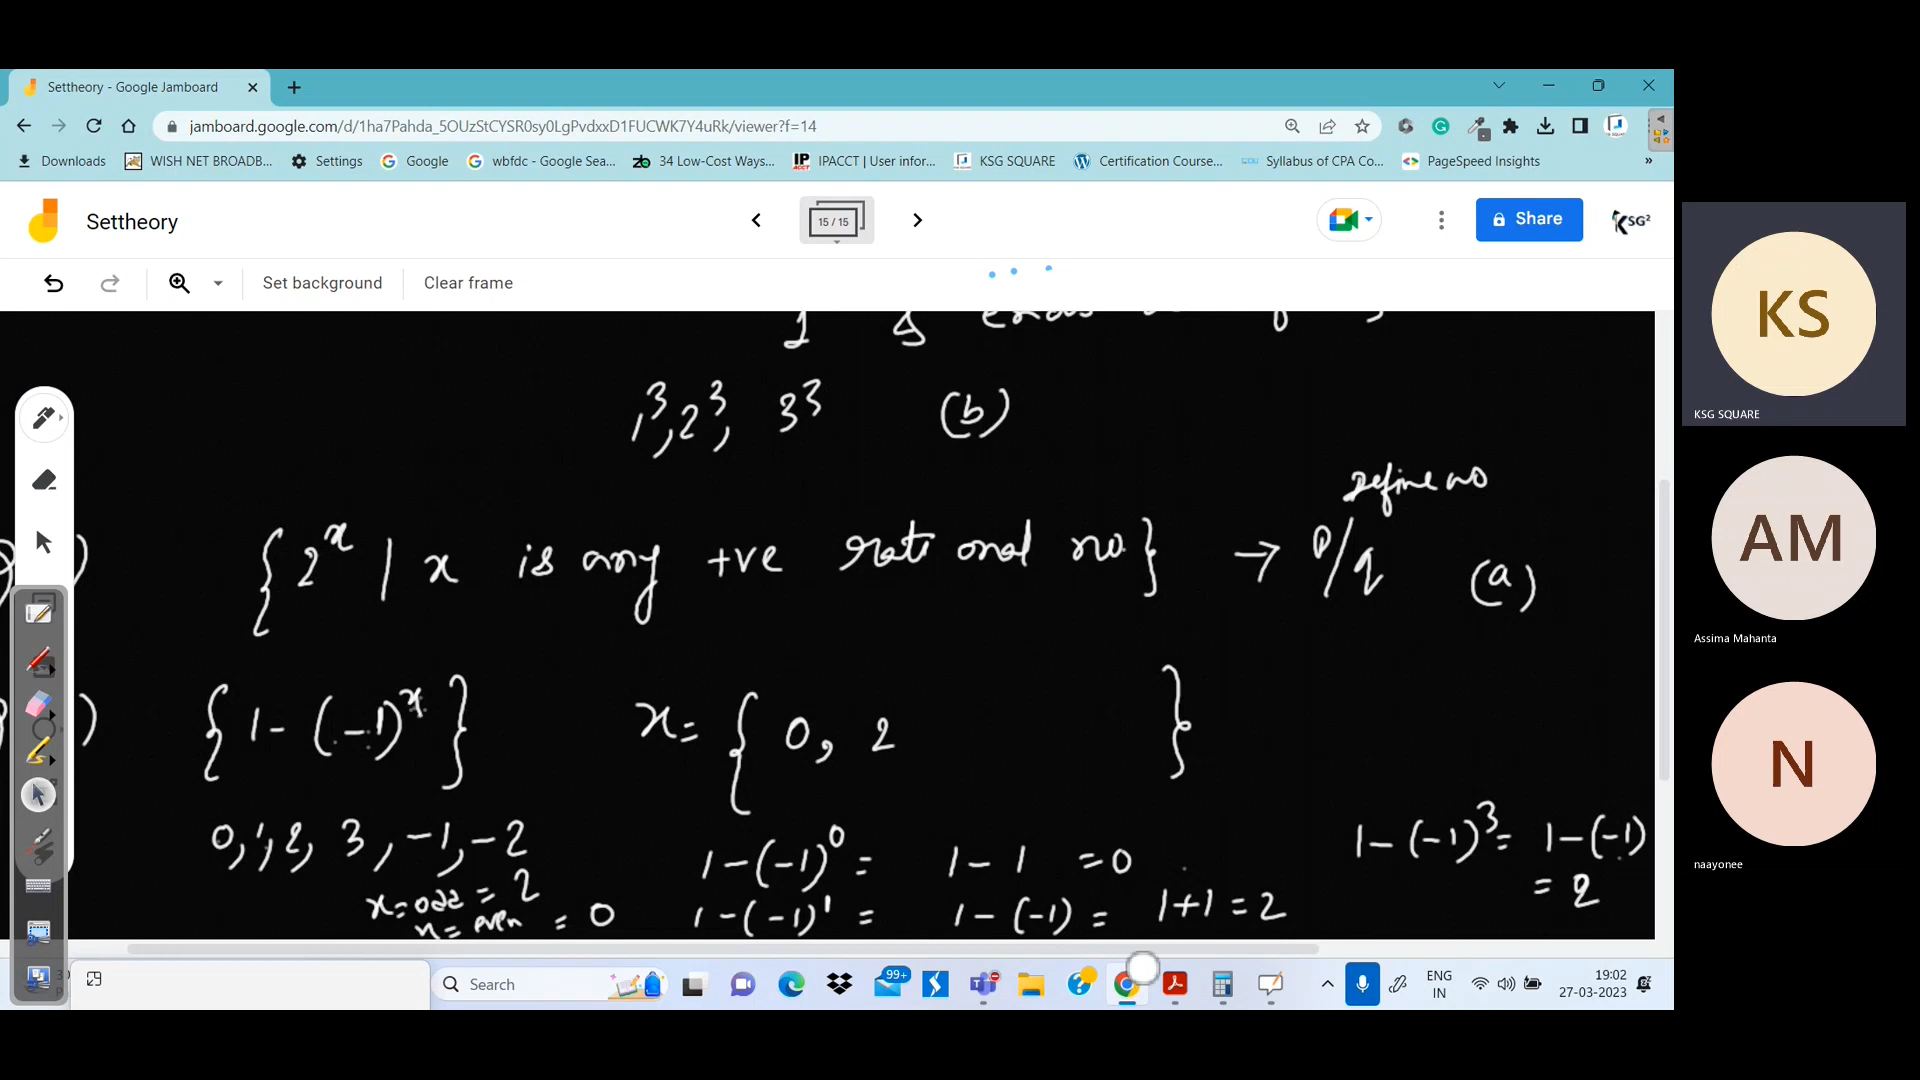 Settheory - Google Jamboard
jamboard.google.com/d/1ha7Pahda_5OUzStCYSR0sy0LgPvdxxD1FUCWK7Y4uRk/viewer?f=14
Downloads WISH NET BROADB... Settings Google wbfdc - Google Sea... 34 Low-Cost Ways... IPACCT | User infor... KSG SQUARE Certification Course... Syllabus of CPA Co... PageSpeed Insights »
Settheory 15 / 15 Share KSG²
Set background Clear frame
1³, 2³, 3³ (b)
define no
{2ˣ | x is any +ve rational no} → p/q (a)
{1 - (-1)ˣ} x = {0, 2 }
0, 1, 2, 3, -1, -2
1 - (-1)⁰ = 1 - 1 = 0
1 - (-1)³ = 1 - (-1)
= 2
x = odd = 2
x = even = 0
1 - (-1)¹ = 1 - (-1) = 1 + 1 = 2
KS
KSG SQUARE
AM
Assima Mahanta
N
naayonee
Search
99+
ENG
IN
19:02
27-03-2023